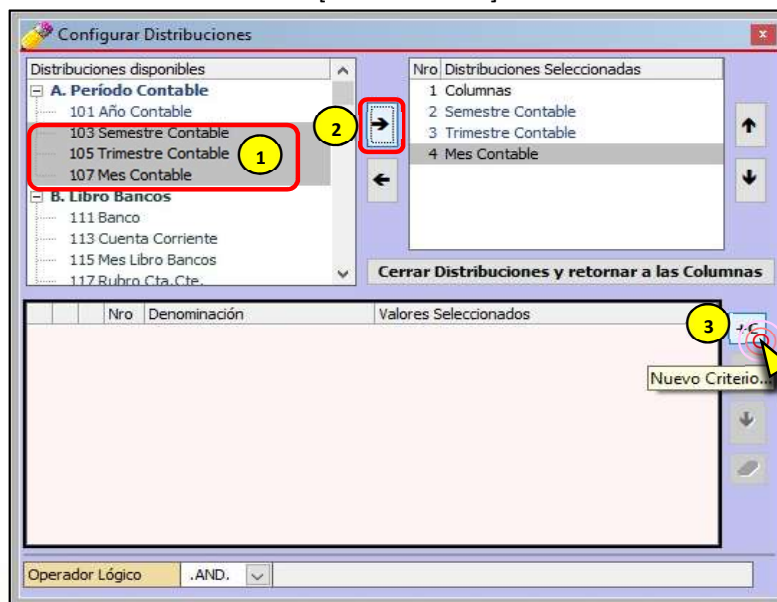 Configurar Distribuciones
x
Distribuciones disponibles
A. Período Contable
101 Año Contable
103 Semestre Contable
105 Trimestre Contable
107 Mes Contable
B. Libro Bancos
111 Banco
113 Cuenta Corriente
115 Mes Libro Bancos
117 Rubro Cta.Cte.
1
2
Nro Distribuciones Seleccionadas
1 Columnas
2 Semestre Contable
3 Trimestre Contable
4 Mes Contable
Cerrar Distribuciones y retornar a las Columnas
Nro Denominación Valores Seleccionados
3
+C
Nuevo Criterio...
Operador Lógico .AND.